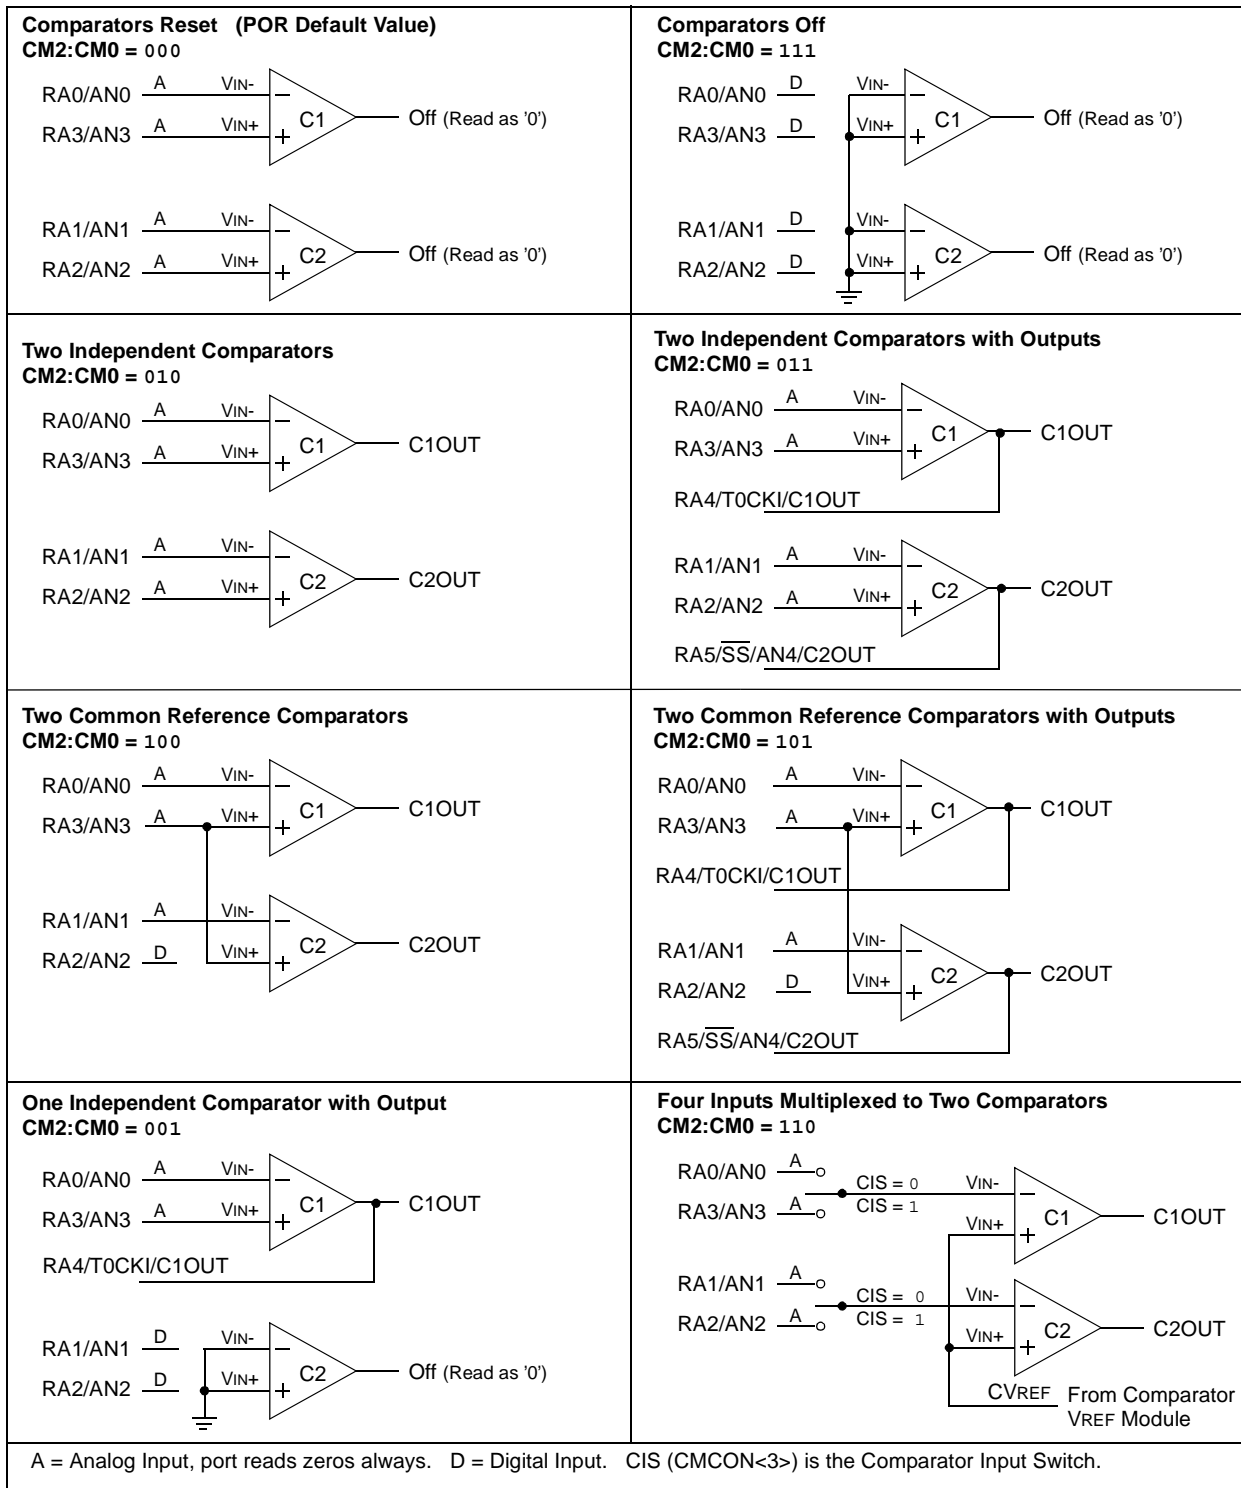 Comparators Reset (POR Default Value)
CM2:CM0 = 000
RA0/AN0 A VIN-
RA3/AN3 A VIN+
C1
Off (Read as '0')
RA1/AN1 A VIN-
RA2/AN2 A VIN+
C2
Off (Read as '0')
Comparators Off
CM2:CM0 = 111
RA0/AN0 D VIN-
RA3/AN3 D VIN+
C1
Off (Read as '0')
RA1/AN1 D VIN-
RA2/AN2 D VIN+
C2
Off (Read as '0')
Two Independent Comparators
CM2:CM0 = 010
RA0/AN0 A VIN-
RA3/AN3 A VIN+
C1
C1OUT
RA1/AN1 A VIN-
RA2/AN2 A VIN+
C2
C2OUT
Two Independent Comparators with Outputs
CM2:CM0 = 011
RA0/AN0 A VIN-
RA3/AN3 A VIN+
C1
C1OUT
RA4/T0CKI/C1OUT
RA1/AN1 A VIN-
RA2/AN2 A VIN+
C2
C2OUT
RA5/S̅S̅/AN4/C2OUT
Two Common Reference Comparators
CM2:CM0 = 100
RA0/AN0 A VIN-
RA3/AN3 A VIN+
C1
C1OUT
RA1/AN1 A VIN-
RA2/AN2 D VIN+
C2
C2OUT
Two Common Reference Comparators with Outputs
CM2:CM0 = 101
RA0/AN0 A VIN-
RA3/AN3 A VIN+
C1
C1OUT
RA4/T0CKI/C1OUT
RA1/AN1 A VIN-
RA2/AN2 D VIN+
C2
C2OUT
RA5/S̅S̅/AN4/C2OUT
One Independent Comparator with Output
CM2:CM0 = 001
RA0/AN0 A VIN-
RA3/AN3 A VIN+
C1
C1OUT
RA4/T0CKI/C1OUT
RA1/AN1 D VIN-
RA2/AN2 D VIN+
C2
Off (Read as '0')
Four Inputs Multiplexed to Two Comparators
CM2:CM0 = 110
RA0/AN0 A
CIS = 0 VIN-
RA3/AN3 A
CIS = 1
VIN+
C1
C1OUT
RA1/AN1 A
CIS = 0 VIN-
RA2/AN2 A
CIS = 1
VIN+
C2
C2OUT
CVREF From Comparator
VREF Module
A = Analog Input, port reads zeros always. D = Digital Input. CIS (CMCON<3>) is the Comparator Input Switch.